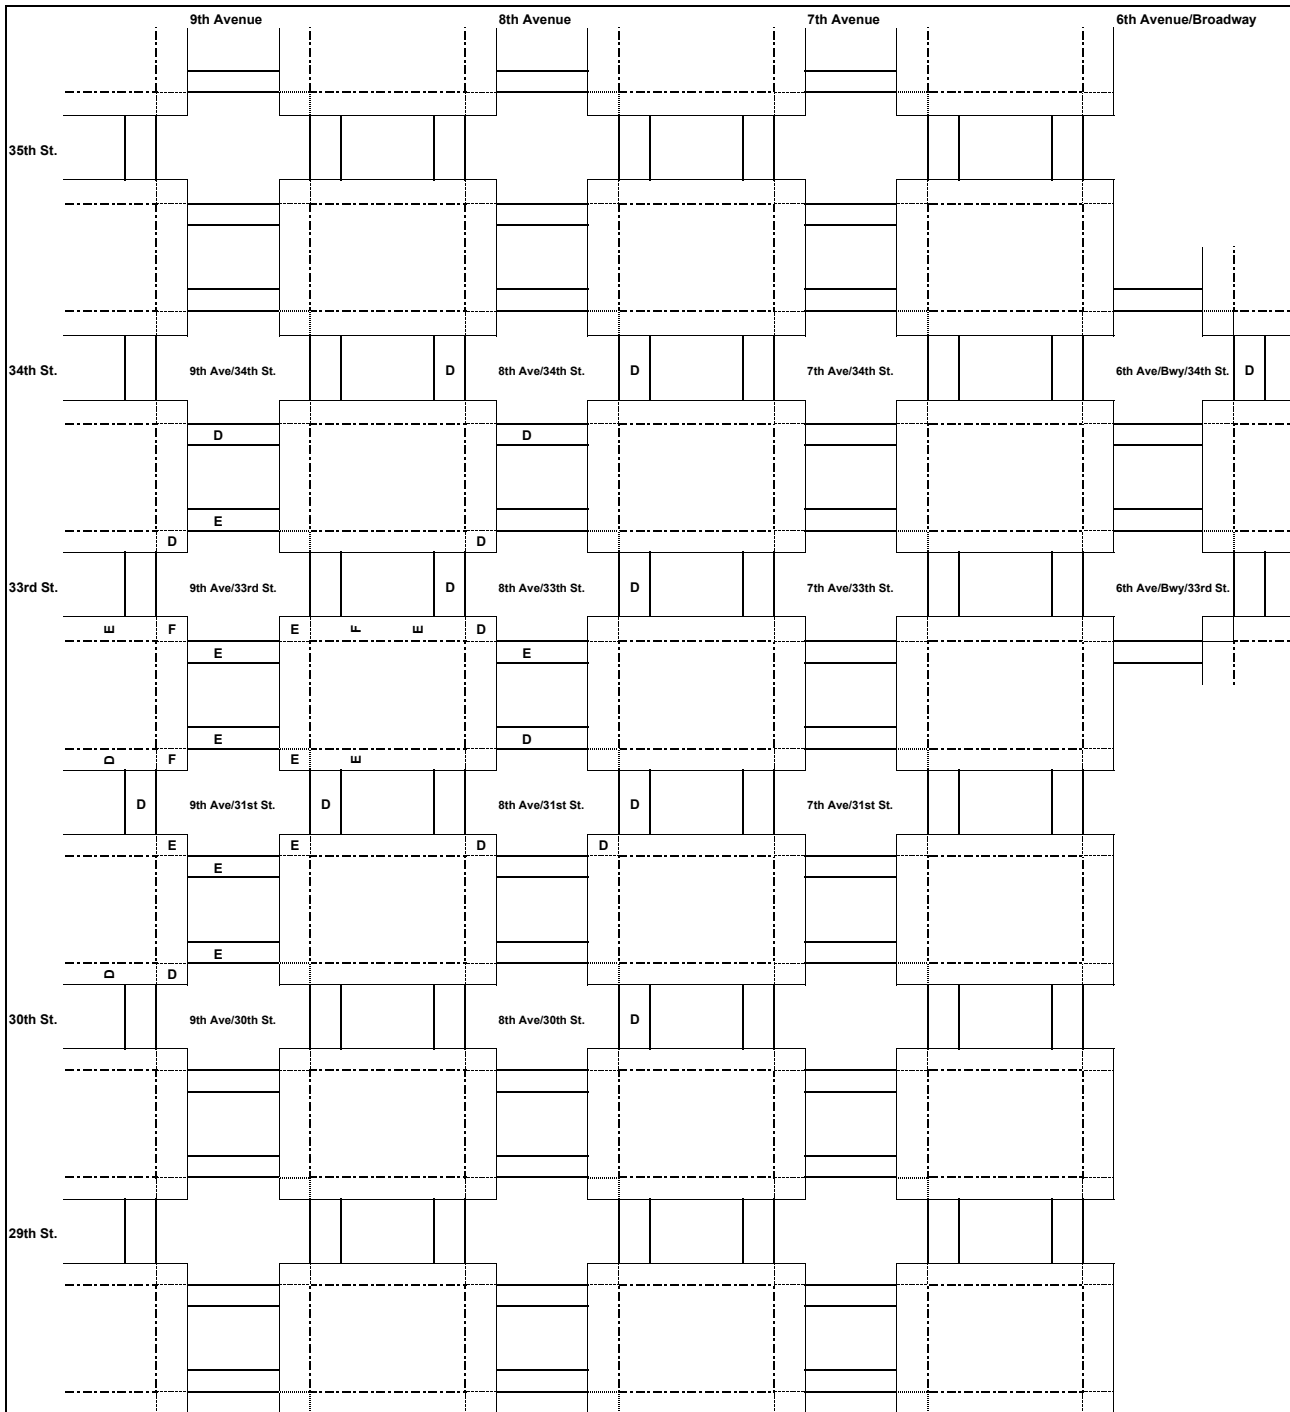 9th Avenue 8th Avenue 7th Avenue 6th Avenue/Broadway
35th St.
34th St. 9th Ave/34th St. D 8th Ave/34th St. D 7th Ave/34th St. 6th Ave/Bwy/34th St. D
D D
E
D D
33rd St. 9th Ave/33rd St. D 8th Ave/33th St. D 7th Ave/33th St. 6th Ave/Bwy/33rd St.
E F E F E D
E E
E D
D F E E
D 9th Ave/31st St. D 8th Ave/31st St. D 7th Ave/31st St.
E E D D
E
E
D D
30th St. 9th Ave/30th St. 8th Ave/30th St. D
29th St.